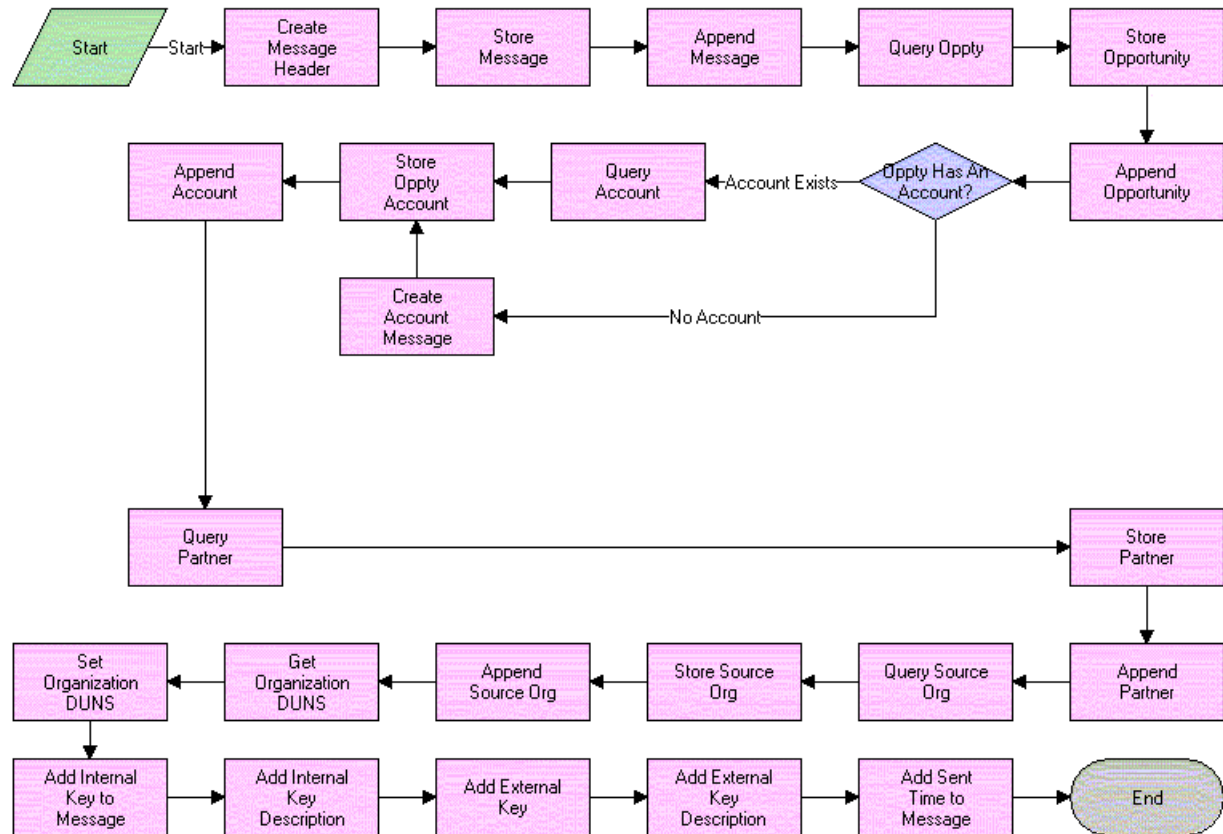 Start
Start
Create
Message
Header
Store
Message
Append
Message
Query Oppty
Store
Opportunity
Append
Account
Store
Oppty
Account
Query
Account
Account Exists
Oppty Has An
Account?
Append
Opportunity
Create
Account
Message
No Account
Query
Partner
Store
Partner
Set
Organization
DUNS
Get
Organization
DUNS
Append
Source Org
Store Source
Org
Query Source
Org
Append
Partner
Add Internal
Key to
Message
Add Internal
Key
Description
Add External
Key
Add External
Key
Description
Add Sent
Time to
Message
End